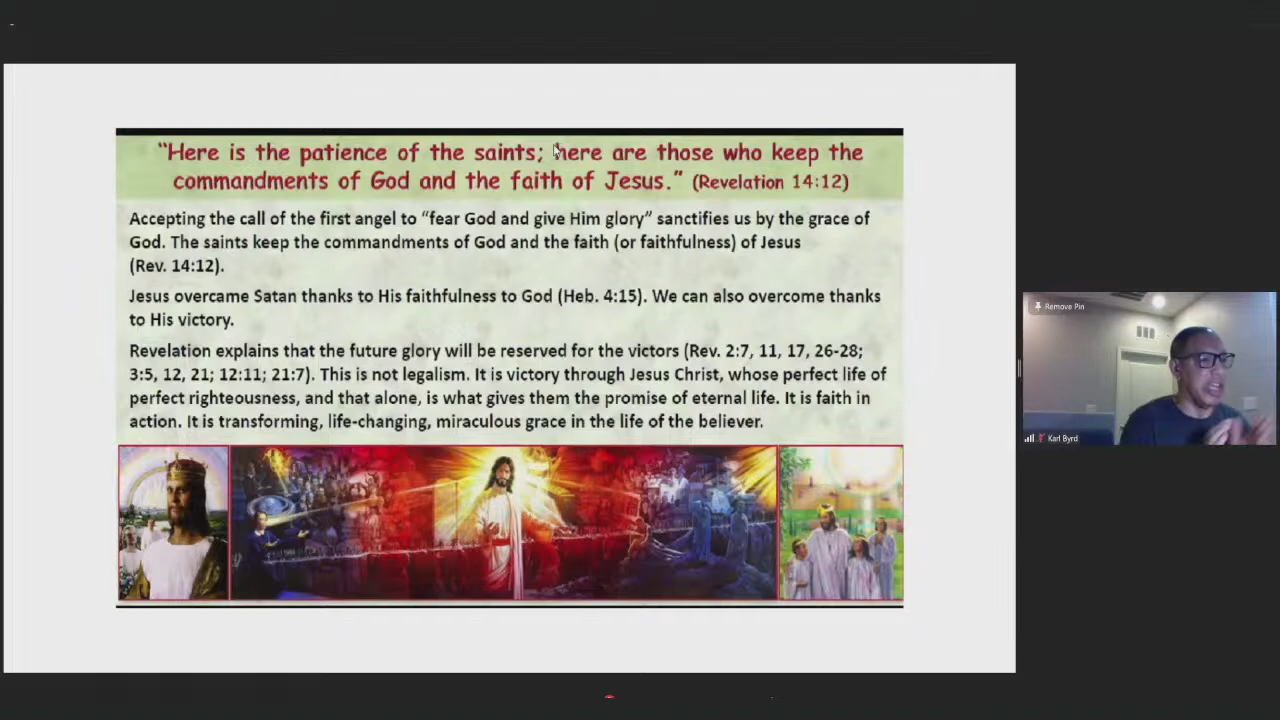 “Here is the patience of the saints; here are those who keep the
commandments of God and the faith of Jesus.” (Revelation 14:12)
Accepting the call of the first angel to “fear God and give Him glory” sanctifies us by the grace of
God. The saints keep the commandments of God and the faith (or faithfulness) of Jesus
(Rev. 14:12).
Jesus overcame Satan thanks to His faithfulness to God (Heb. 4:15). We can also overcome thanks
to His victory.
Revelation explains that the future glory will be reserved for the victors (Rev. 2:7, 11, 17, 26-28;
3:5, 12, 21; 12:11; 21:7). This is not legalism. It is victory through Jesus Christ, whose perfect life of
perfect righteousness, and that alone, is what gives them the promise of eternal life. It is faith in
action. It is transforming, life-changing, miraculous grace in the life of the believer.
Remove Pin
Karl Byrd